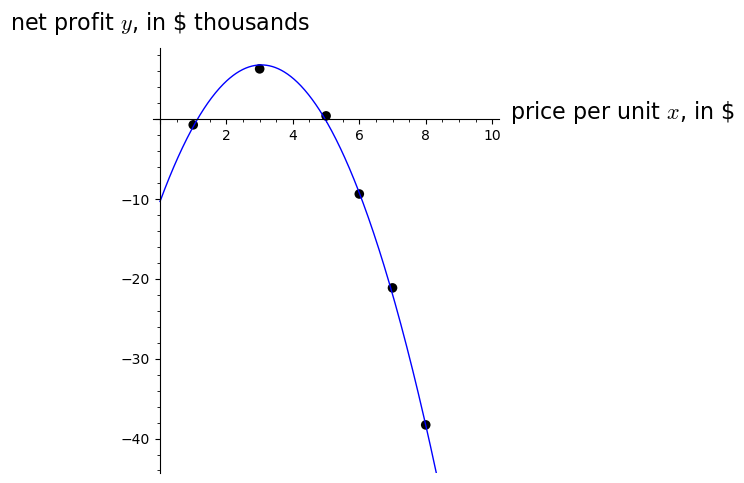 net profit y, in $ thousands
price per unit x, in $
2 4 6 8 10
−10
−20
−30
−40